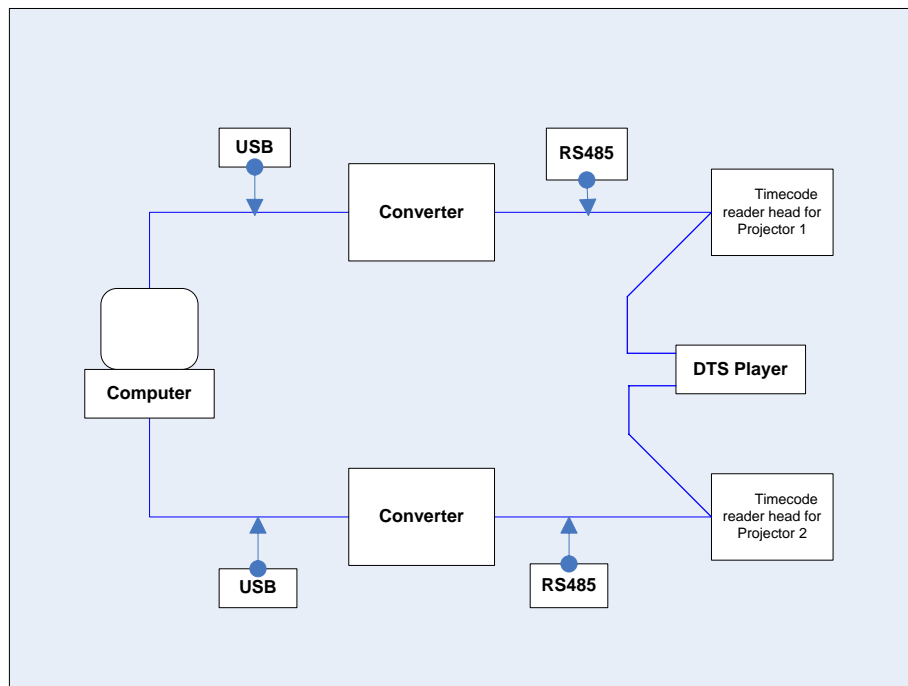 USB
RS485
Converter
Timecode
reader head for
Projector 1
DTS Player
Computer
Converter
Timecode
reader head for
Projector 2
USB
RS485